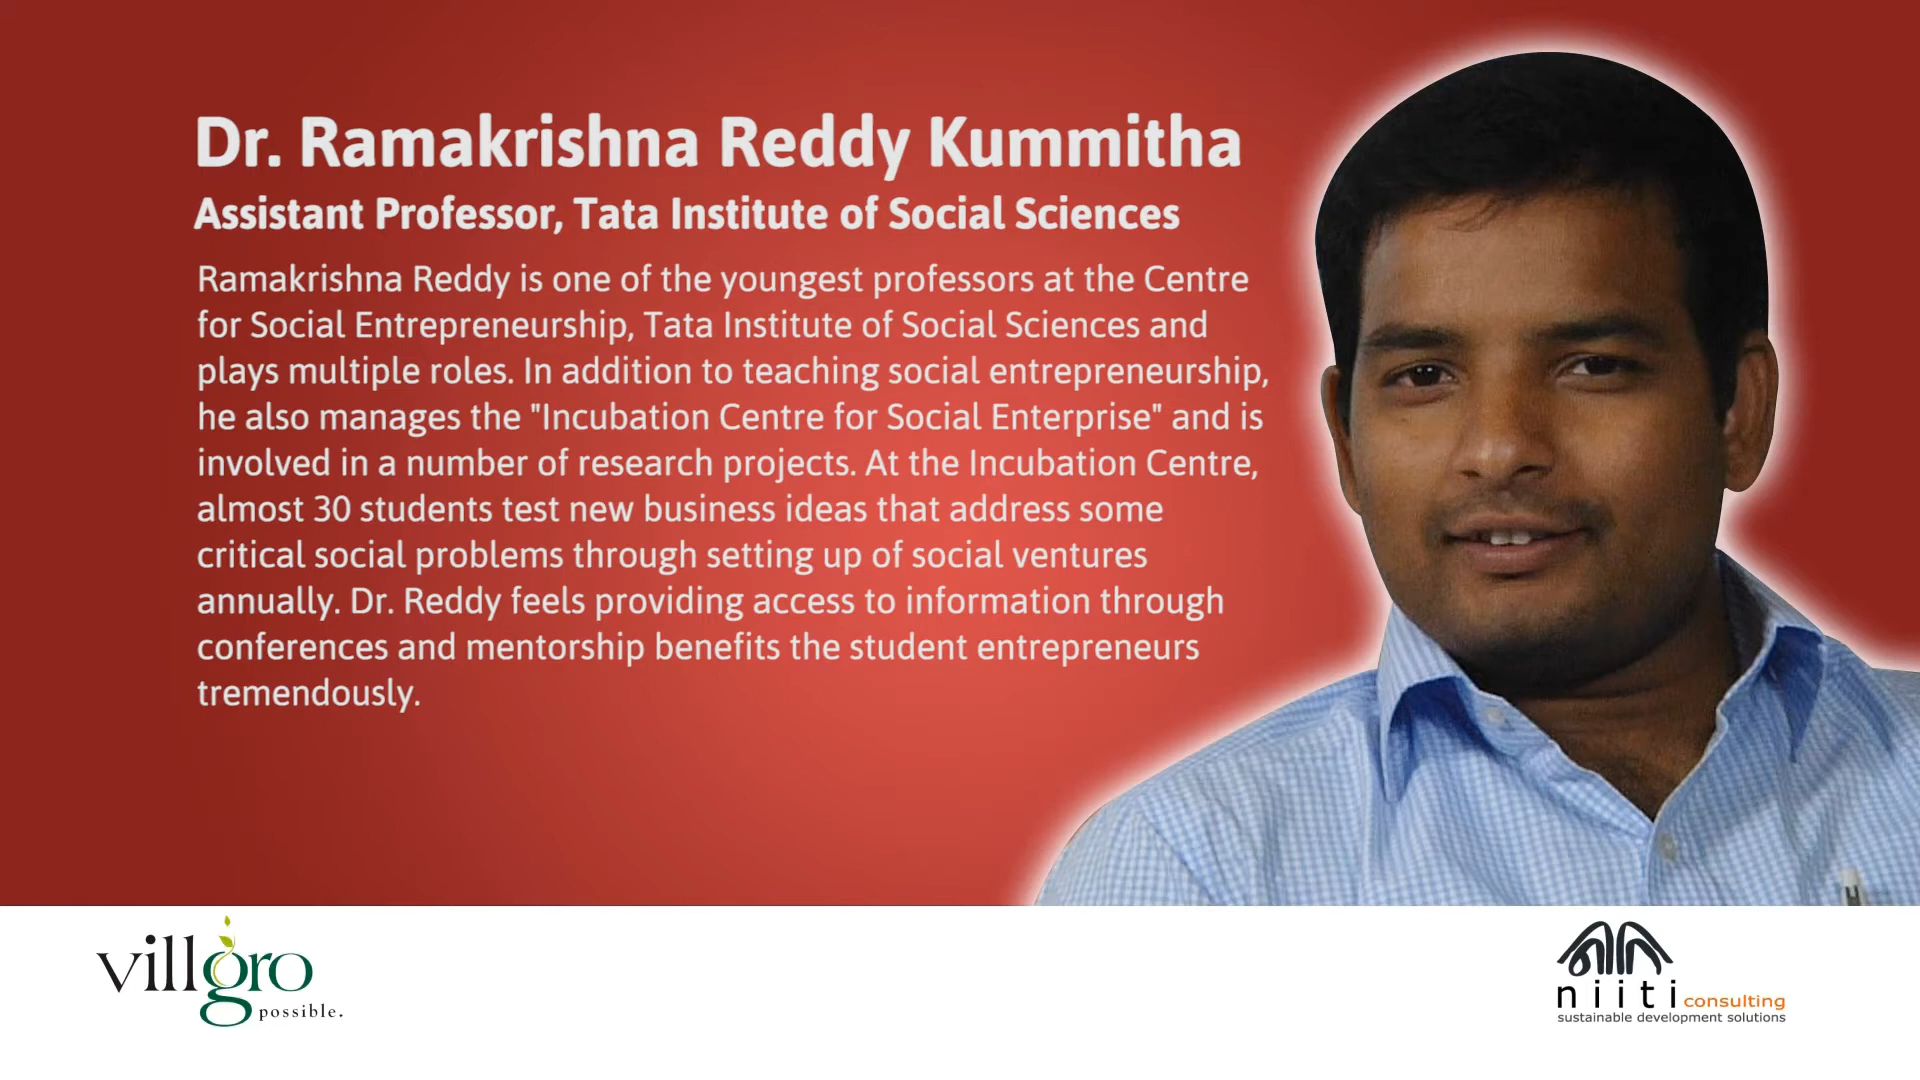 Dr. Ramakrishna Reddy Kummitha
Assistant Professor, Tata Institute of Social Sciences
Ramakrishna Reddy is one of the youngest professors at the Centre
for Social Entrepreneurship, Tata Institute of Social Sciences and
plays multiple roles. In addition to teaching social entrepreneurship,
he also manages the "Incubation Centre for Social Enterprise" and is
involved in a number of research projects. At the Incubation Centre,
almost 30 students test new business ideas that address some
critical social problems through setting up of social ventures
annually. Dr. Reddy feels providing access to information through
conferences and mentorship benefits the student entrepreneurs
tremendously.
villgro
possible.
niiti consulting
sustainable development solutions